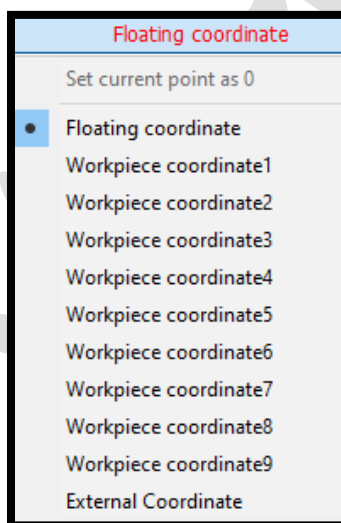 Floating coordinate
Set current point as 0
Floating coordinate
Workpiece coordinate1
Workpiece coordinate2
Workpiece coordinate3
Workpiece coordinate4
Workpiece coordinate5
Workpiece coordinate6
Workpiece coordinate7
Workpiece coordinate8
Workpiece coordinate9
External Coordinate